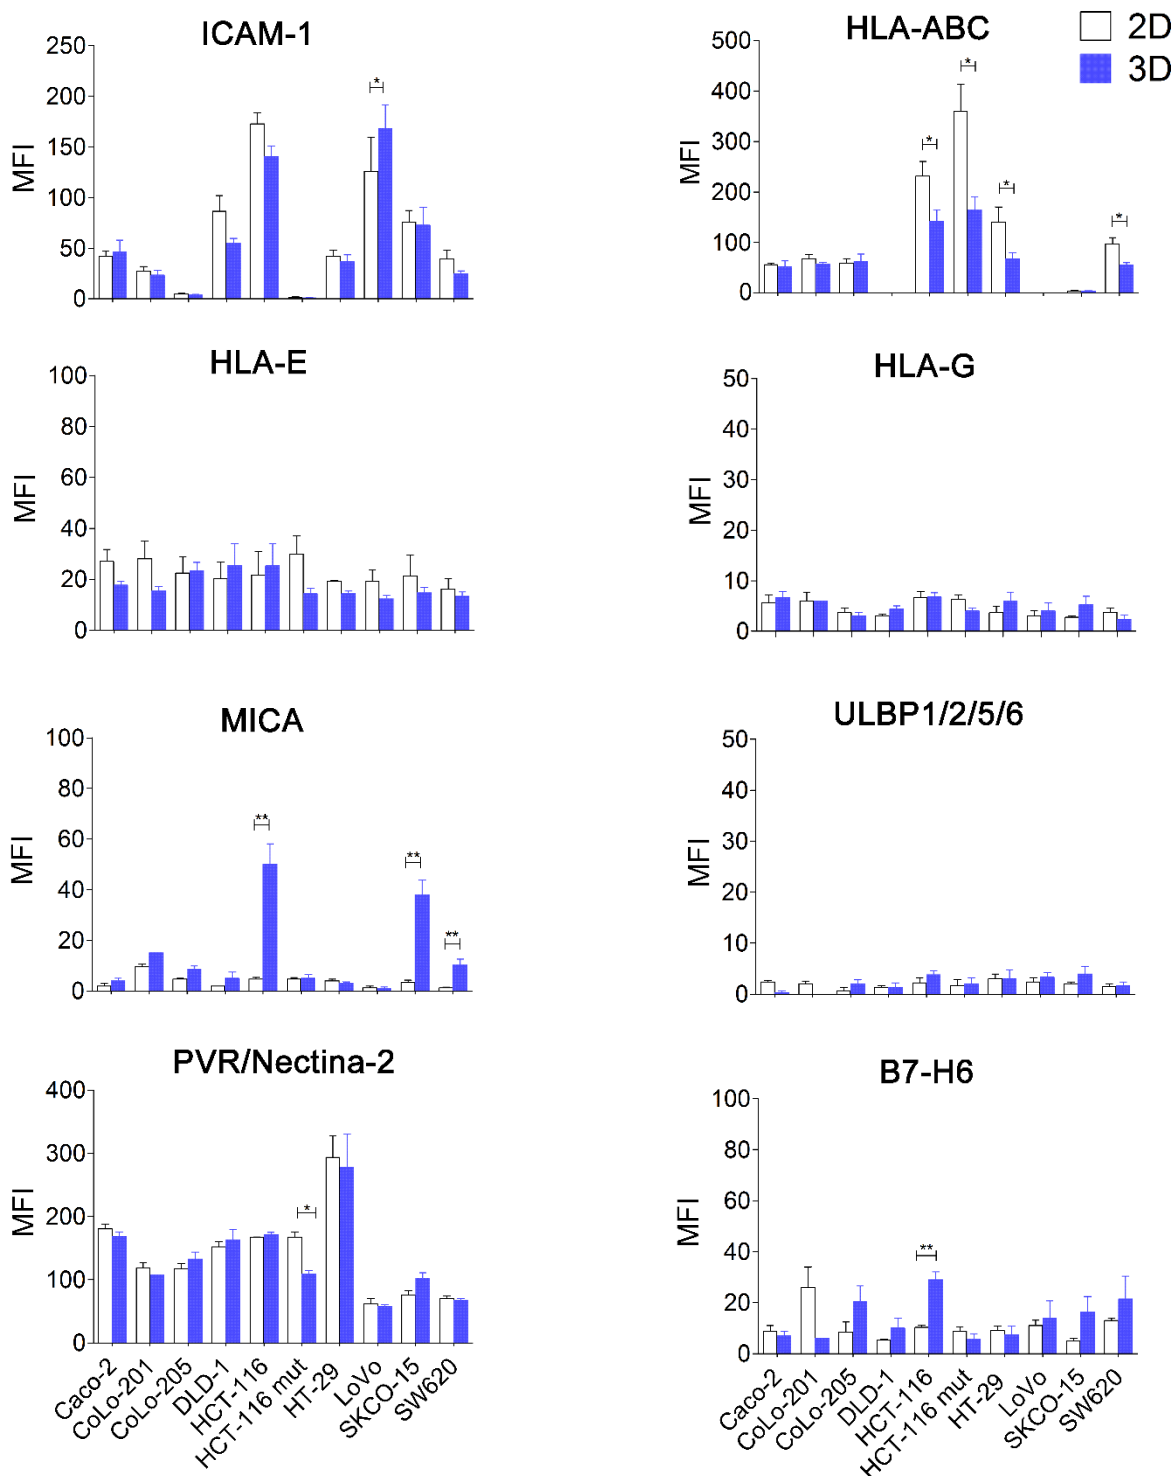 ICAM-1
MFI
250
200
150
100
50
0
*
HLA-ABC
MFI
500
400
300
200
100
0
*
*
*
*
2D
3D
HLA-E
MFI
100
80
60
40
20
0
HLA-G
MFI
50
40
30
20
10
0
MICA
MFI
100
80
60
40
20
0
**
**
**
ULBP1/2/5/6
MFI
50
40
30
20
10
0
PVR/Nectina-2
MFI
400
300
200
100
0
*
Caco-2
CoLo-201
CoLo-205
DLD-1
HCT-116
HCT-116 mut
HT-29
LoVo
SKCO-15
SW620
B7-H6
MFI
100
80
60
40
20
0
**
Caco-2
CoLo-201
CoLo-205
DLD-1
HCT-116
HCT-116 mut
HT-29
LoVo
SKCO-15
SW620